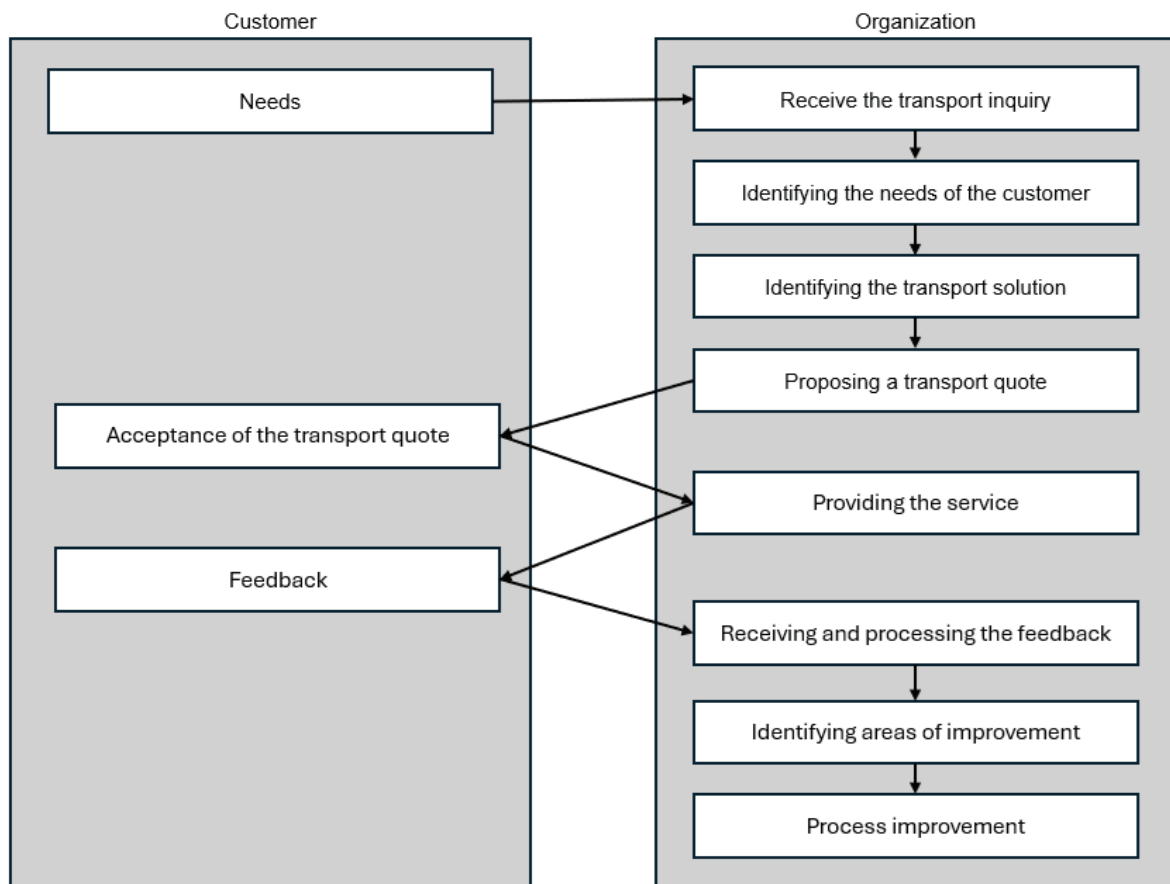 Customer
Organization
Needs
Receive the transport inquiry
Identifying the needs of the customer
Identifying the transport solution
Proposing a transport quote
Acceptance of the transport quote
Providing the service
Feedback
Receiving and processing the feedback
Identifying areas of improvement
Process improvement